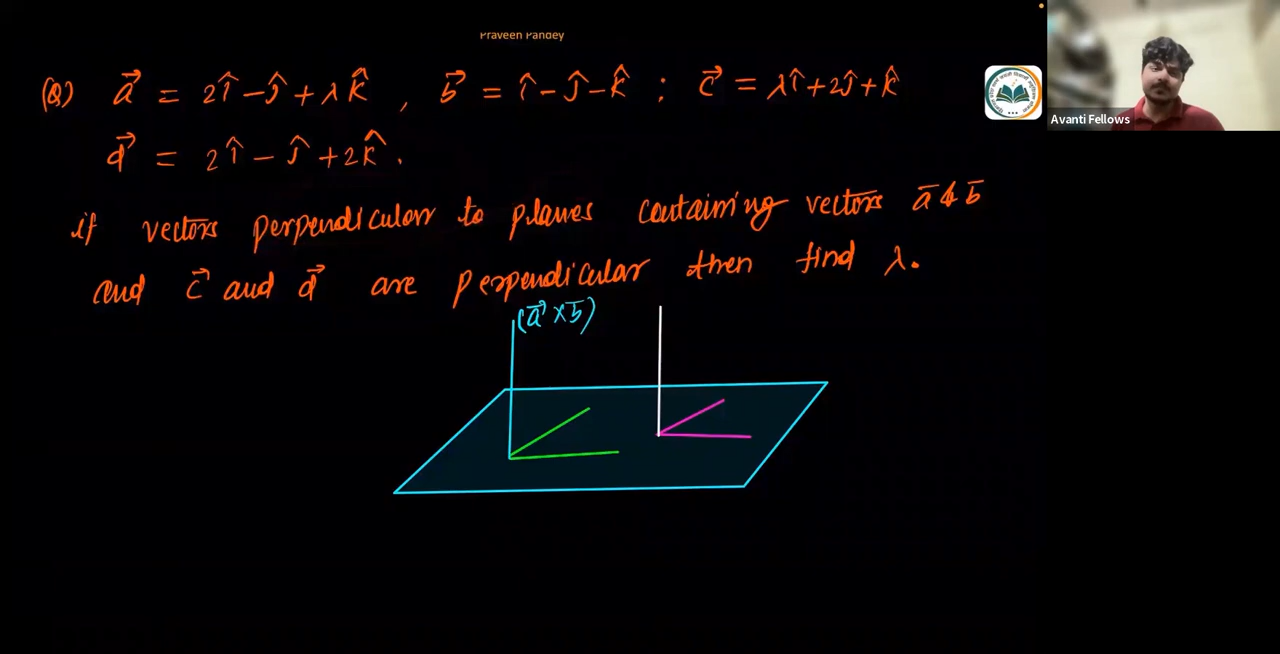 Praveen Pandey
(Q) a⃗ = 2î - ĵ + λk̂ , b⃗ = î - ĵ - k̂ ; c⃗ = λî + 2ĵ + k̂
d⃗ = 2î - ĵ + 2k̂ .
if vectors perpendicular to planes containing vectors a̅ & b̅
and c⃗ and d⃗ are perpendicular then find λ.
(a⃗ × b̅)
Avanti Fellows